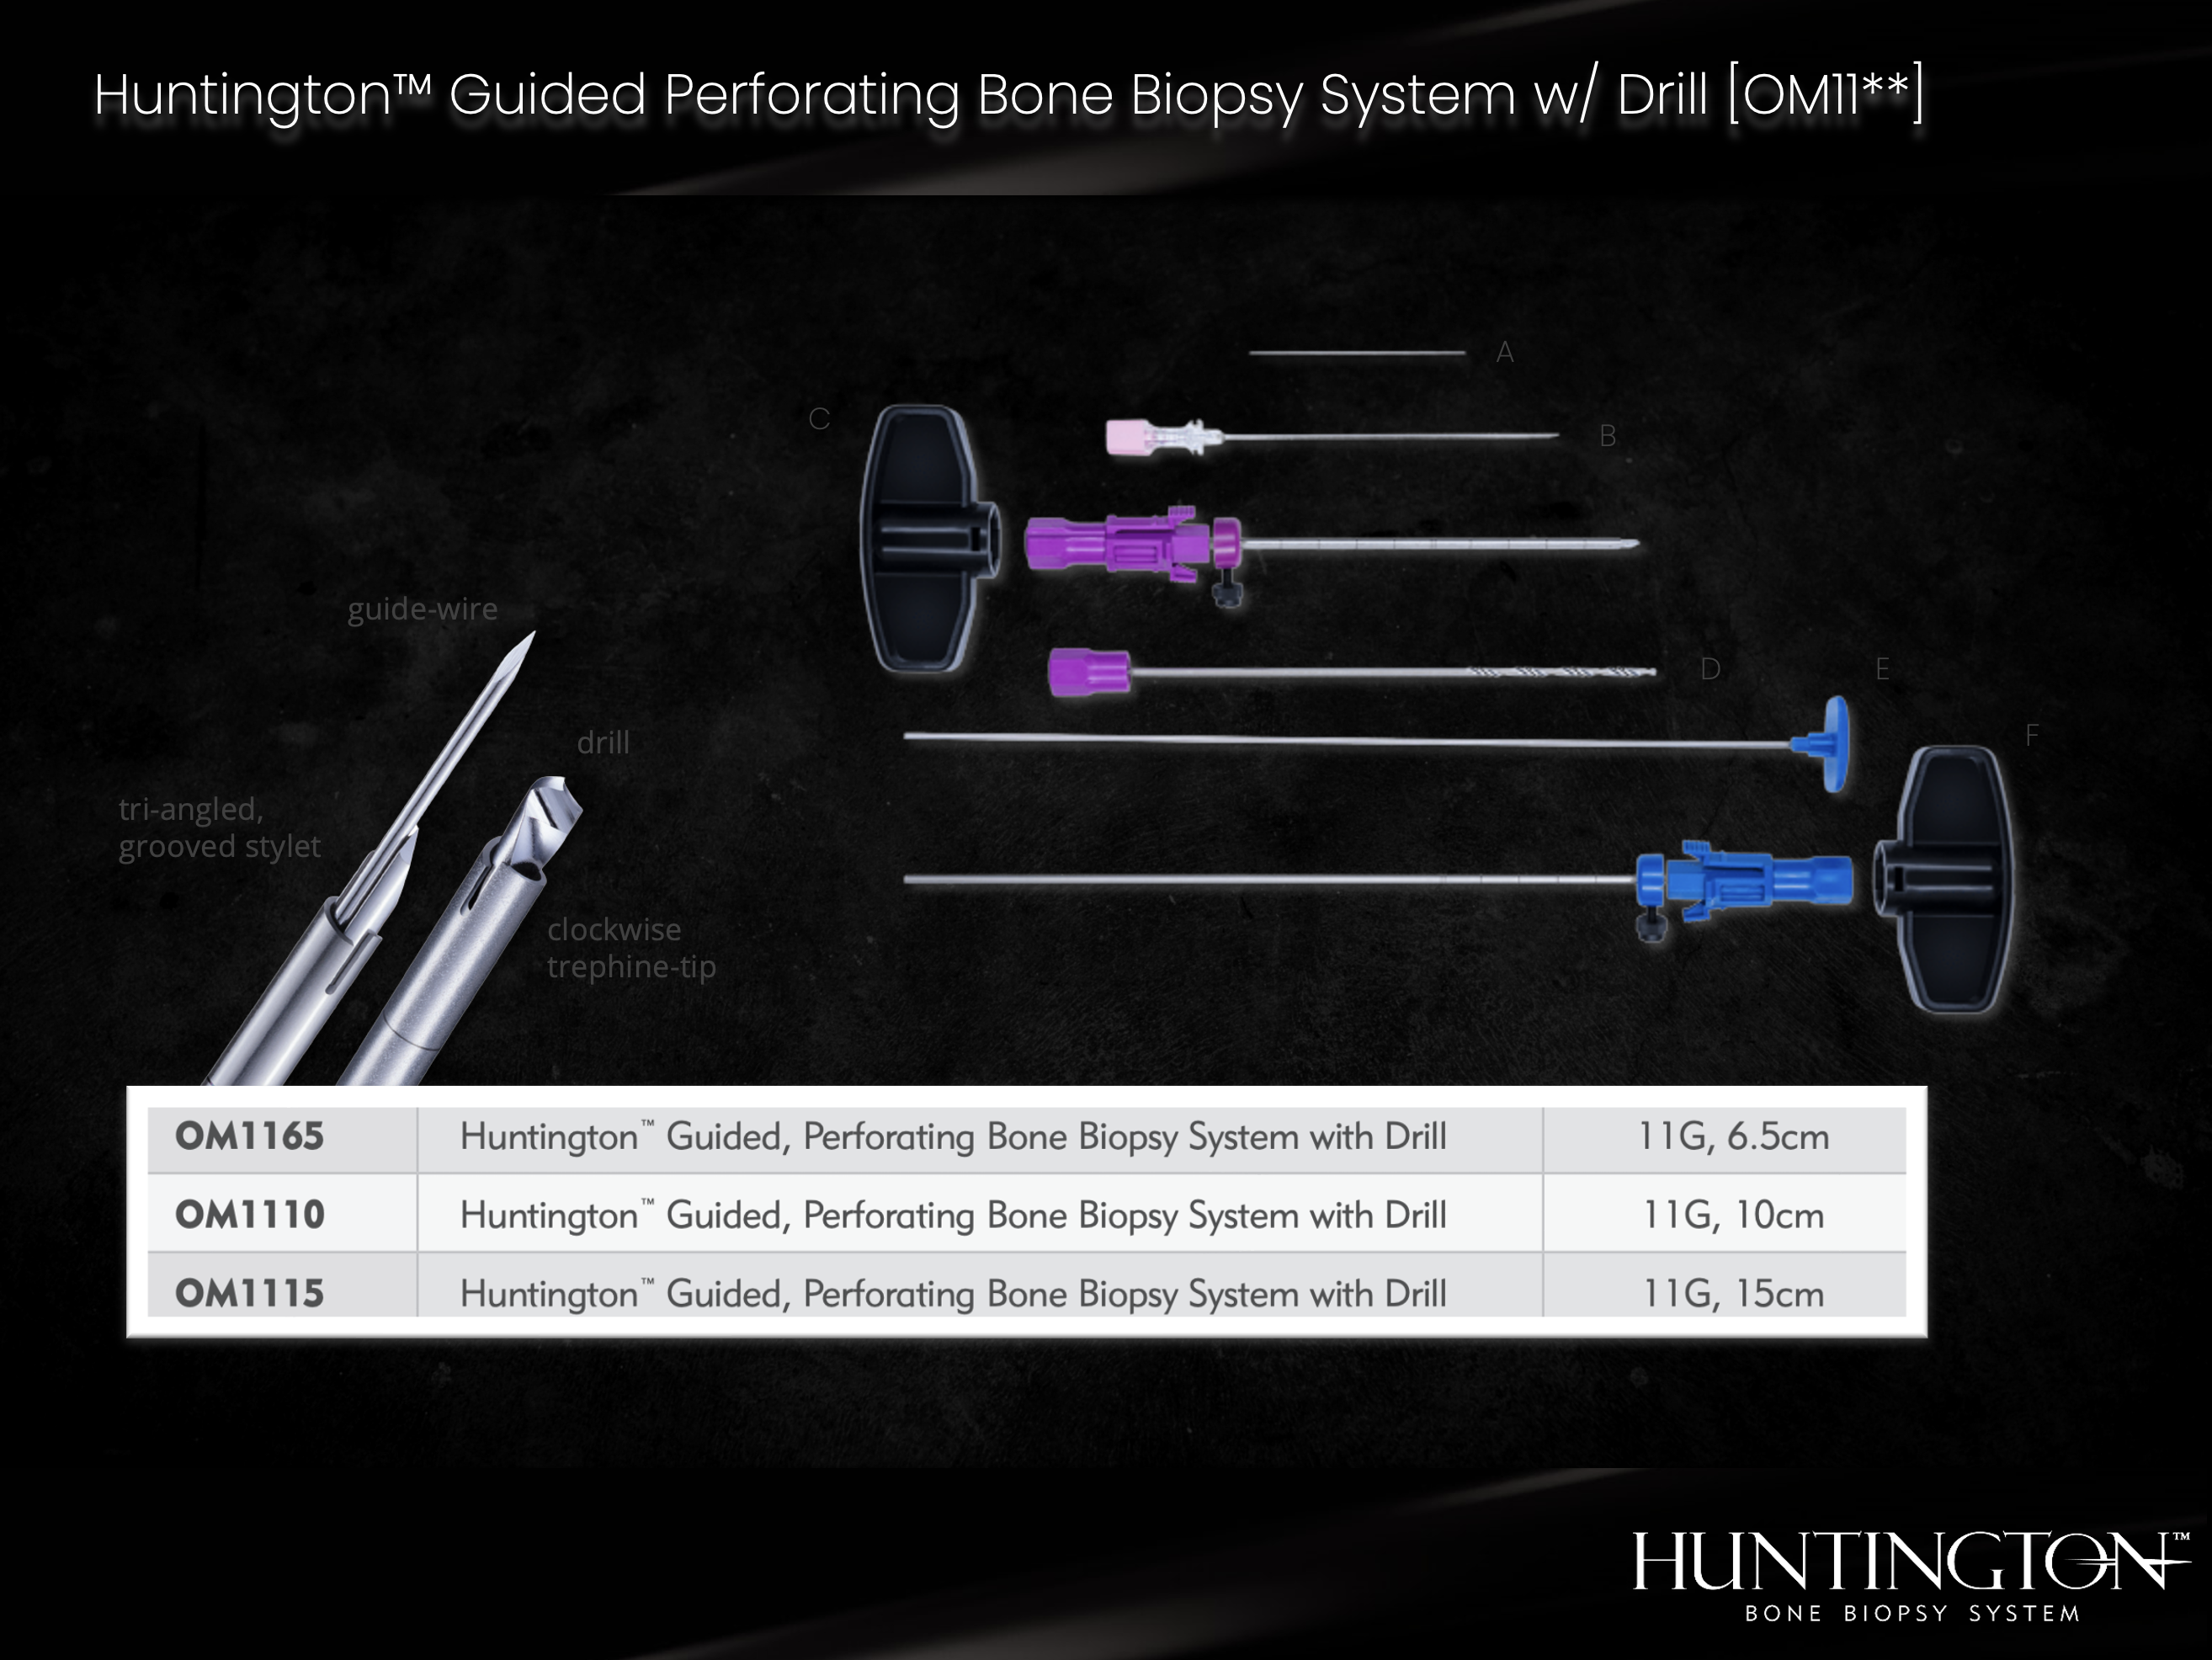 Huntington™ Guided Perforating Bone Biopsy System w/ Drill [OM11**]
A
C
B
guide-wire
D
E
drill
F
tri-angled,
grooved stylet
clockwise
trephine-tip
OM1165 Huntington™ Guided, Perforating Bone Biopsy System with Drill 11G, 6.5cm
OM1110 Huntington™ Guided, Perforating Bone Biopsy System with Drill 11G, 10cm
OM1115 Huntington™ Guided, Perforating Bone Biopsy System with Drill 11G, 15cm
HUNTINGTON™
BONE BIOPSY SYSTEM